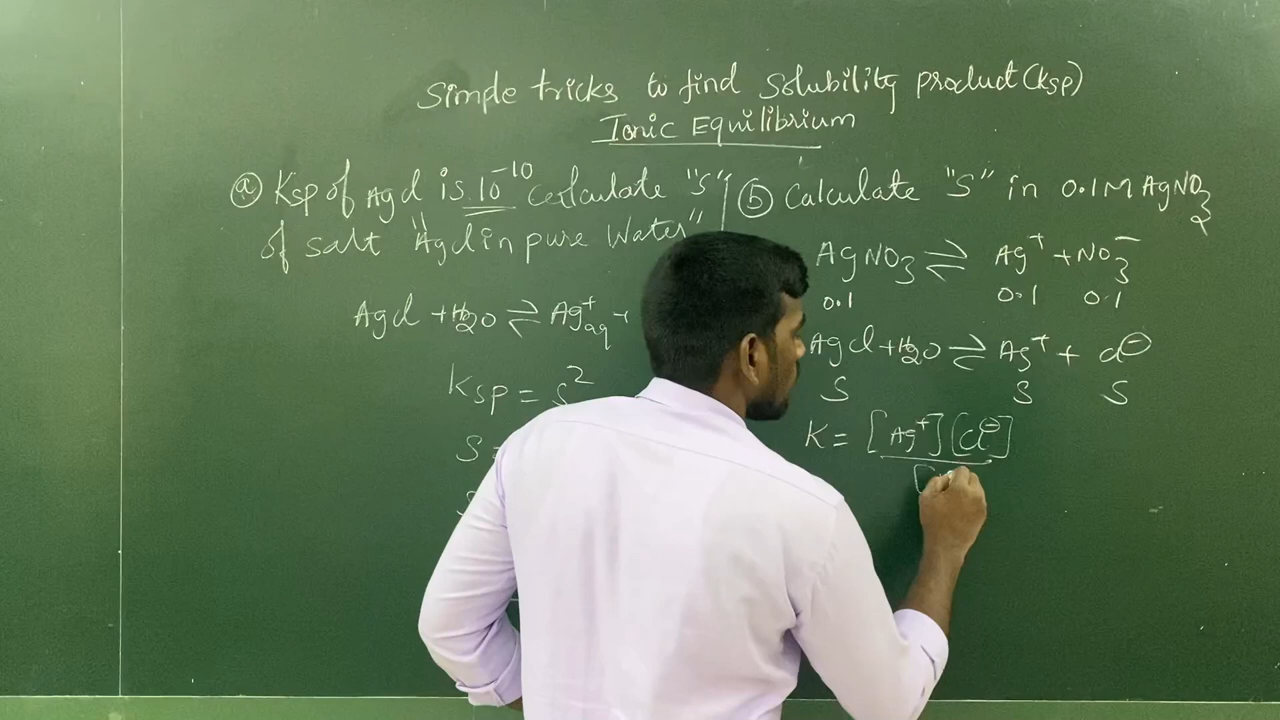 Simple tricks to find Solubility product (Ksp)
Ionic Equilibrium
ⓐ Ksp of Agcl is 10⁻¹⁰ calculate "S"
of salt "Agcl in pure Water"
Agcl + H₂O ⇌ Ag⁺aq +
Ksp = s²
S =
ⓑ Calculate "S" in 0.1M AgNO₃
AgNO₃ ⇌ Ag⁺ + NO₃⁻
0.1 0.1 0.1
Agcl + H₂O ⇌ Ag⁺ + cl⊖
S S S
K = [Ag⁺][cl⊖]
[